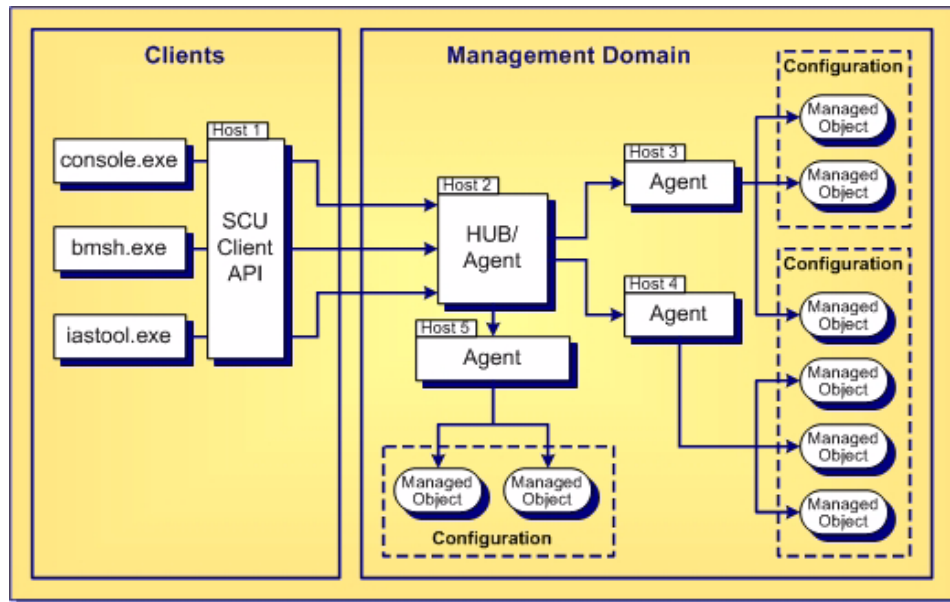 Clients
Host 1
console.exe
bmsh.exe
iastool.exe
SCU
Client
API
Management Domain
Host 2
HUB/
Agent
Host 3
Agent
Host 4
Agent
Host 5
Agent
Managed
Object
Managed
Object
Configuration
Configuration
Managed
Object
Managed
Object
Configuration
Managed
Object
Managed
Object
Managed
Object
Managed
Object